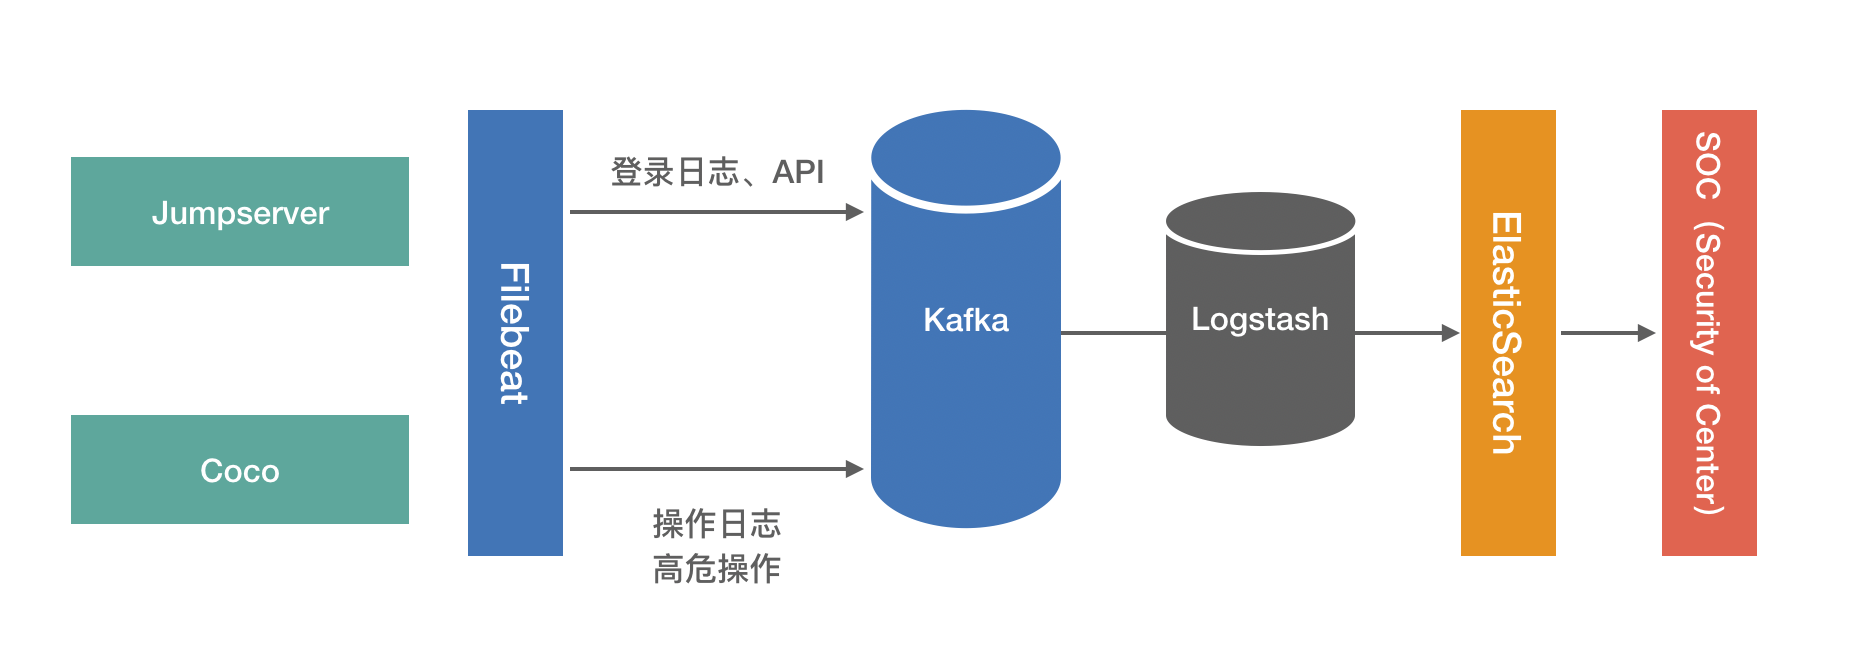 Jumpserver
Coco
Filebeat
登录日志、API
操作日志
高危操作
Kafka
Logstash
ElasticSearch
SOC（Security of Center）